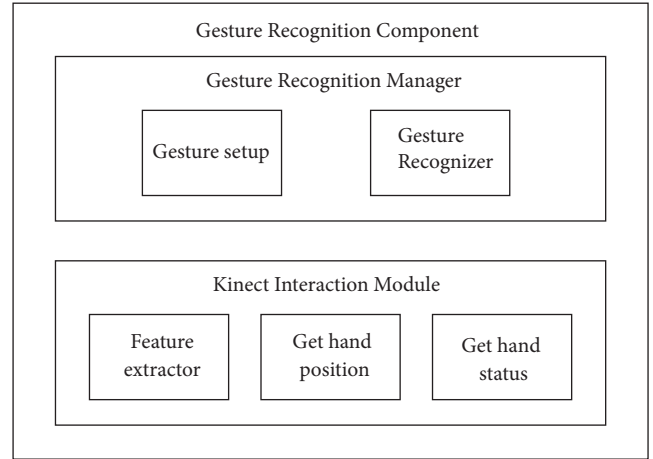 Gesture Recognition Component
Gesture Recognition Manager
Gesture setup
Gesture
Recognizer
Kinect Interaction Module
Feature
extractor
Get hand
position
Get hand
status